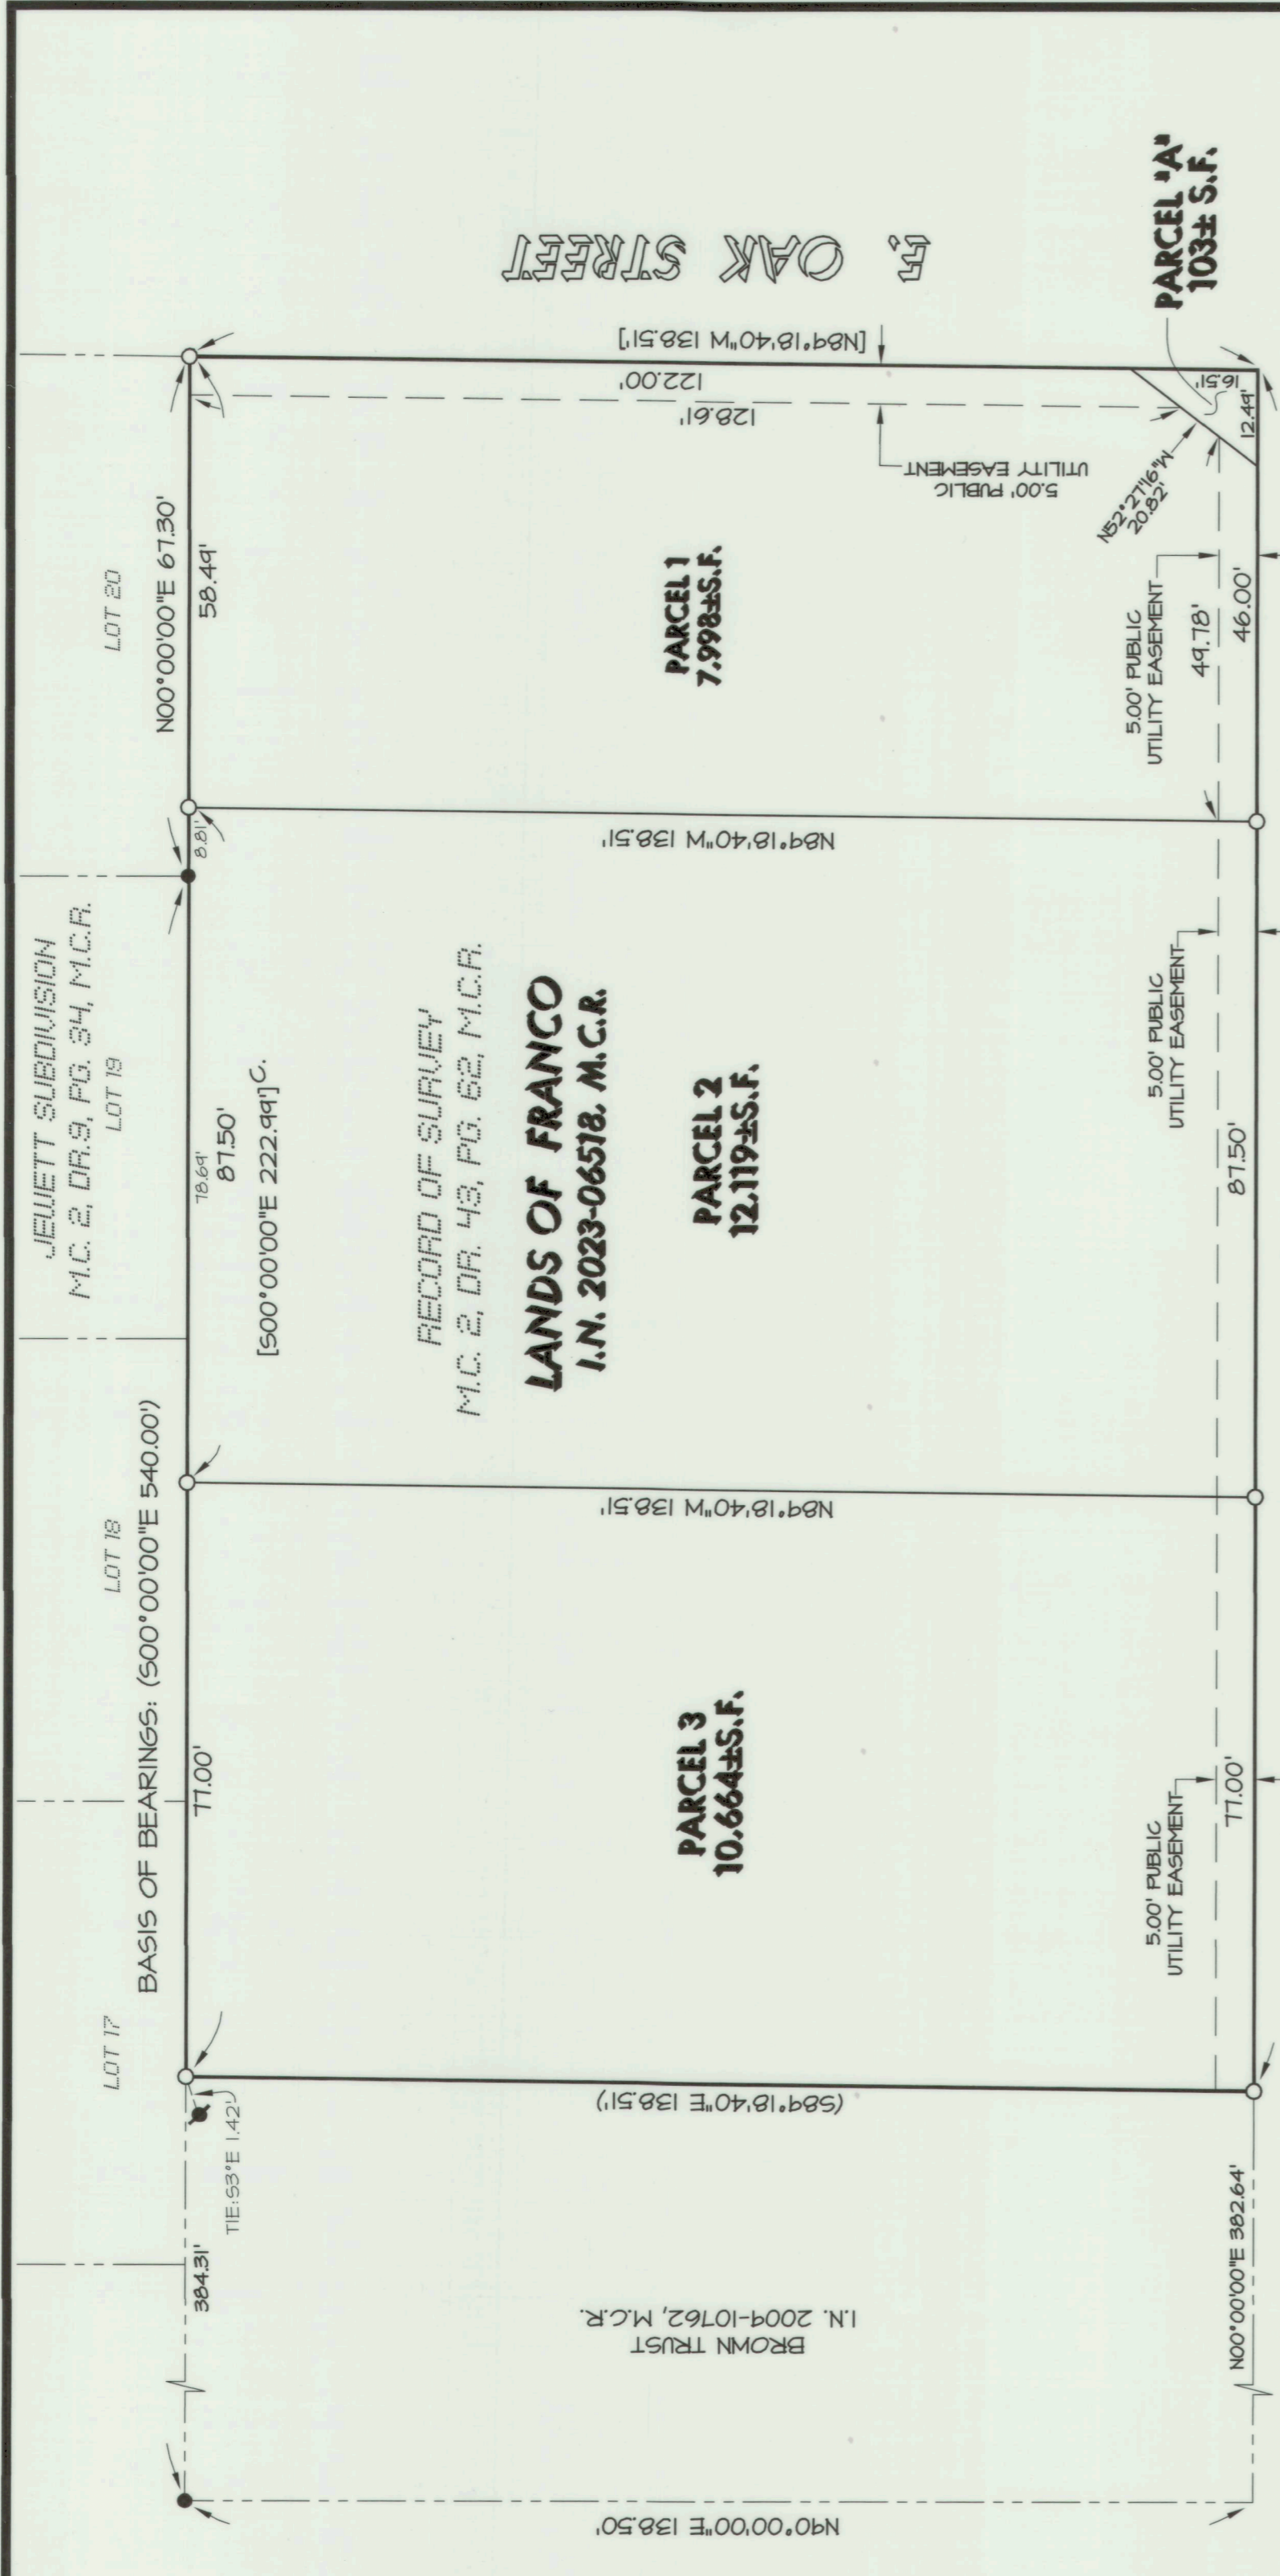 E. OAK STREET
PARCEL "A"
103± S.F.
[N89°18'40"W 138.51']
122.00'
128.61'
16.51'
12.49'
N52°27'16"W
20.82'
5.00' PUBLIC
UTILITY EASEMENT
LOT 20
N00°00'00"E 67.30'
58.49'
PARCEL 1
7,998±S.F.
5.00' PUBLIC
UTILITY EASEMENT
49.78'
46.00'
8.81'
N89°18'40"W 138.51'
JEWETT SUBDIVISION
M.C. 2, DR.9, PG. 34, M.C.R.
LOT 19
78.69'
87.50'
[S00°00'00"E 222.99']C.
RECORD OF SURVEY
M.C. 2, DR. 43, PG. 62, M.C.R.
LANDS OF FRANCO
I.N. 2023-06518, M.C.R.
PARCEL 2
12,119±S.F.
5.00' PUBLIC
UTILITY EASEMENT
87.50'
N89°18'40"W 138.51'
LOT 18
BASIS OF BEARINGS: (S00°00'00"E 540.00')
77.00'
PARCEL 3
10,664±S.F.
5.00' PUBLIC
UTILITY EASEMENT
77.00'
LOT 17
(S89°18'40"E 138.51')
TIE:S3°E 1.42'
384.31'
BROWN TRUST
I.N. 2009-10762, M.C.R.
N00°00'00"E 382.64'
N90°00'00"E 138.50'